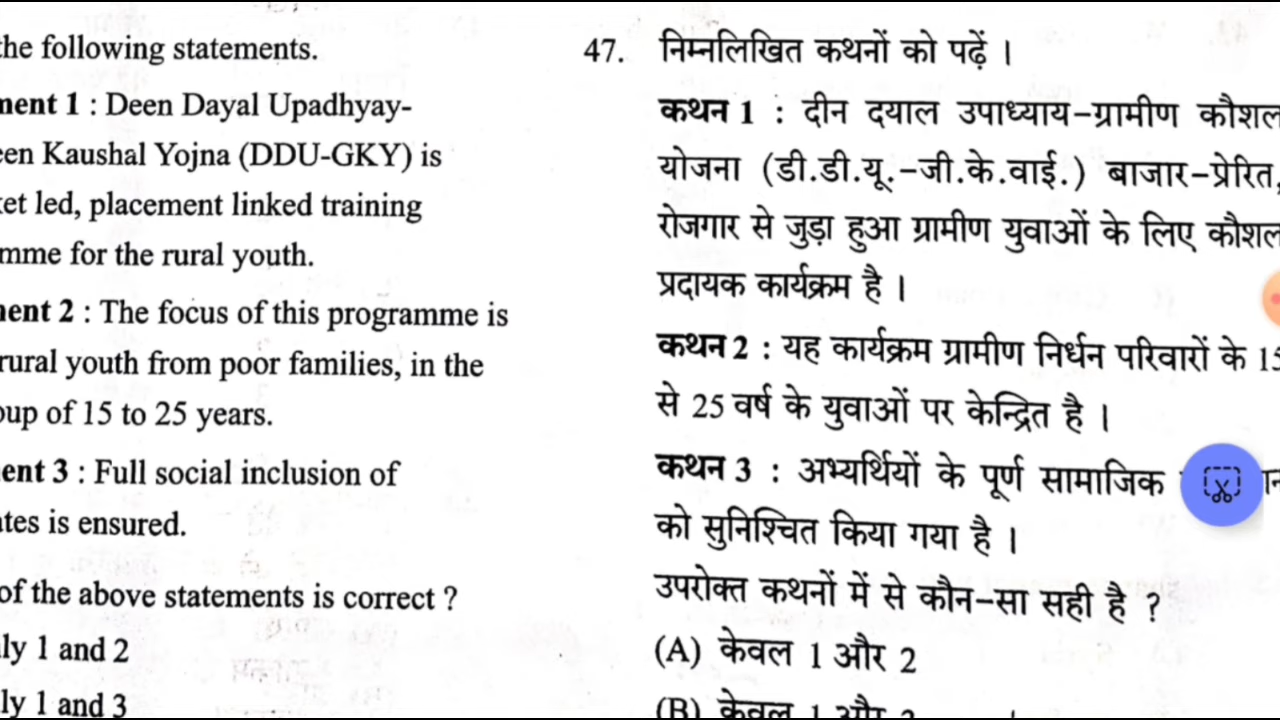 the following statements.
ment 1 : Deen Dayal Upadhyay-
een Kaushal Yojna (DDU-GKY) is
ket led, placement linked training
mme for the rural youth.
ment 2 : The focus of this programme is
rural youth from poor families, in the
oup of 15 to 25 years.
ent 3 : Full social inclusion of
ates is ensured.
of the above statements is correct ?
ly 1 and 2
ly 1 and 3
47. निम्नलिखित कथनों को पढ़ें ।
कथन 1 : दीन दयाल उपाध्याय-ग्रामीण कौशल
योजना (डी.डी.यू.-जी.के.वाई.) बाजार-प्रेरित,
रोजगार से जुड़ा हुआ ग्रामीण युवाओं के लिए कौशल
प्रदायक कार्यक्रम है ।
कथन 2 : यह कार्यक्रम ग्रामीण निर्धन परिवारों के 15
से 25 वर्ष के युवाओं पर केन्द्रित है ।
कथन 3 : अभ्यर्थियों के पूर्ण सामाजिक
को सुनिश्चित किया गया है ।
उपरोक्त कथनों में से कौन-सा सही है ?
(A) केवल 1 और 2
(B) केवल 1 और